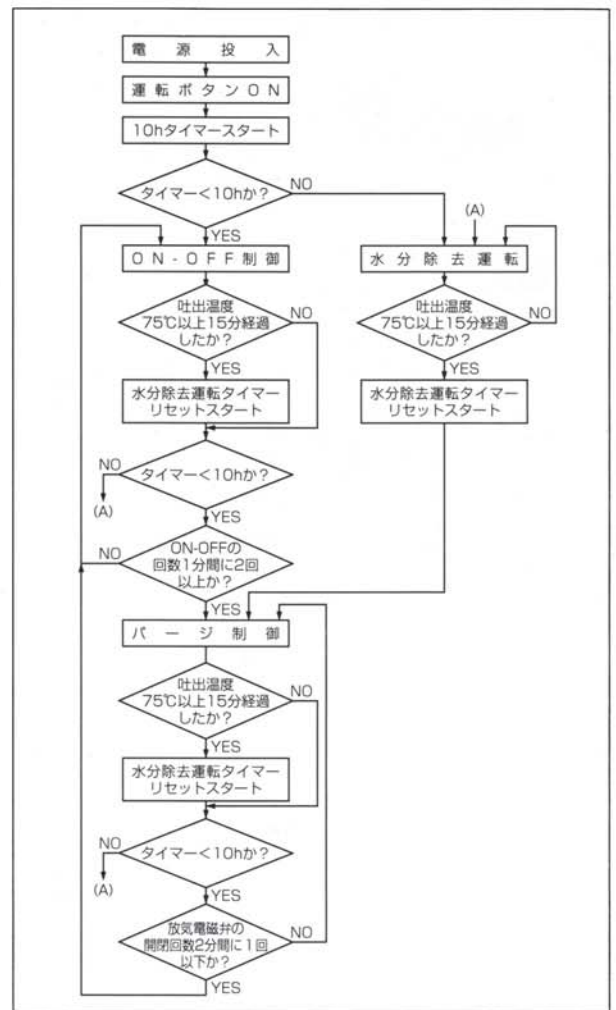 電源投入
運転ボタンON
10hタイマースタート
タイマー<10hか?
NO
YES
(A)
ON-OFF制御
水分除去運転
吐出温度
75℃以上15分経過
したか?
NO
YES
吐出温度
75℃以上15分経過
したか?
NO
YES
水分除去運転タイマー
リセットスタート
水分除去運転タイマー
リセットスタート
タイマー<10hか?
NO
(A)
YES
ON-OFFの
回数1分間に2回
以上か?
NO
YES
パージ制御
吐出温度
75℃以上15分経過
したか?
NO
YES
水分除去運転タイマー
リセットスタート
タイマー<10hか?
NO
(A)
YES
放気電磁弁の
開閉回数2分間に1回
以下か?
NO
YES